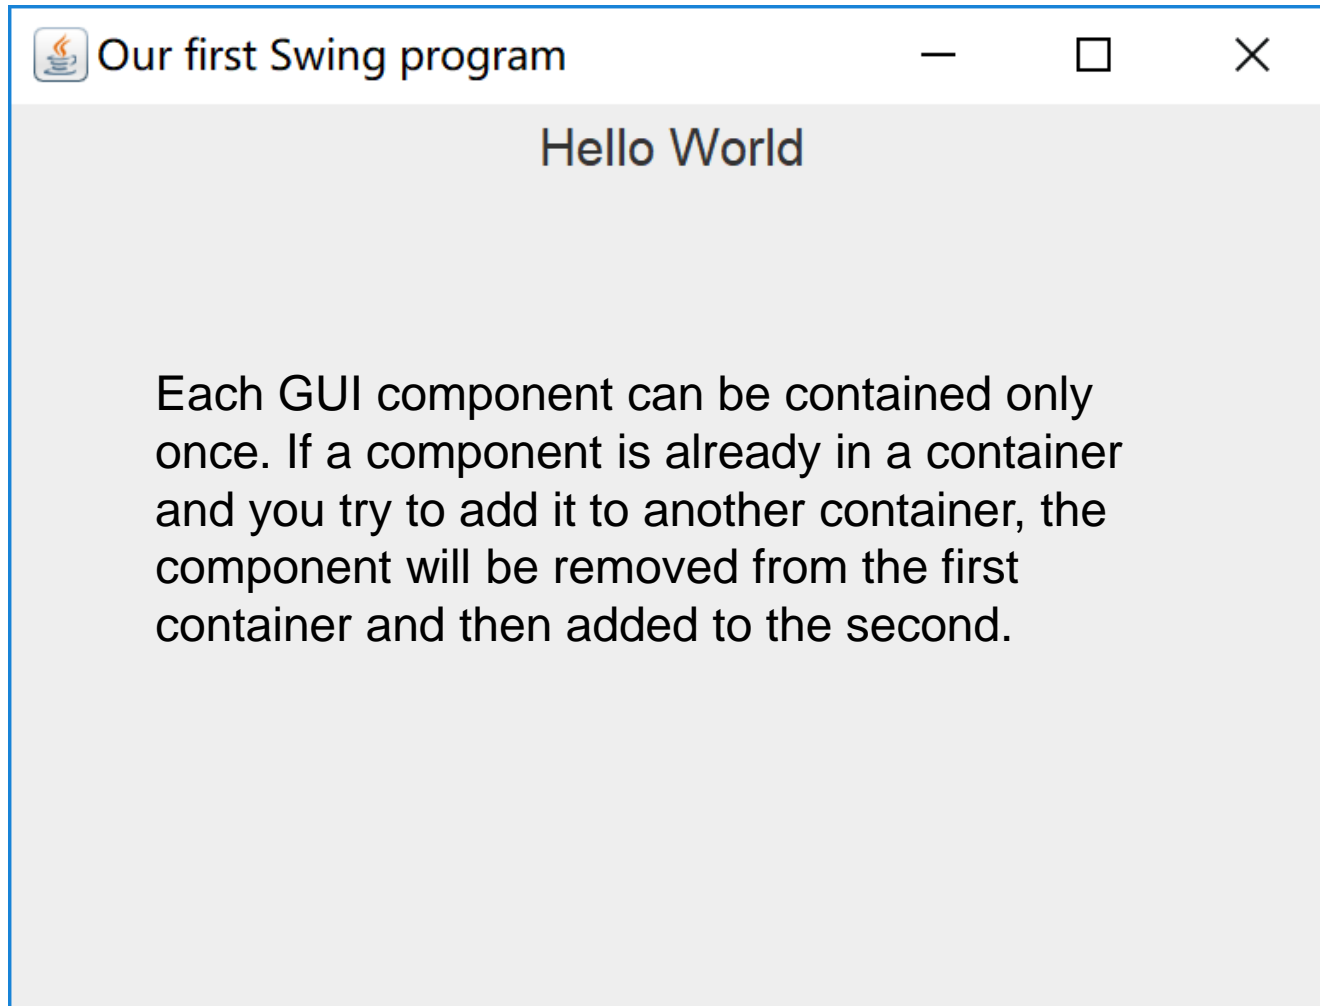 Our first Swing program
Hello World
Each GUI component can be contained only
once. If a component is already in a container
and you try to add it to another container, the
component will be removed from the first
container and then added to the second.